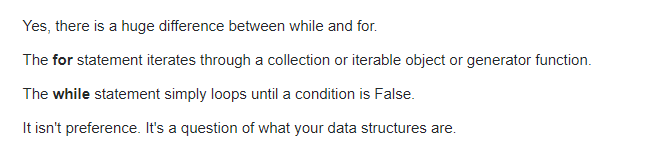 Yes, there is a huge difference between while and for.
The for statement iterates through a collection or iterable object or generator function.
The while statement simply loops until a condition is False.
It isn't preference. It's a question of what your data structures are.